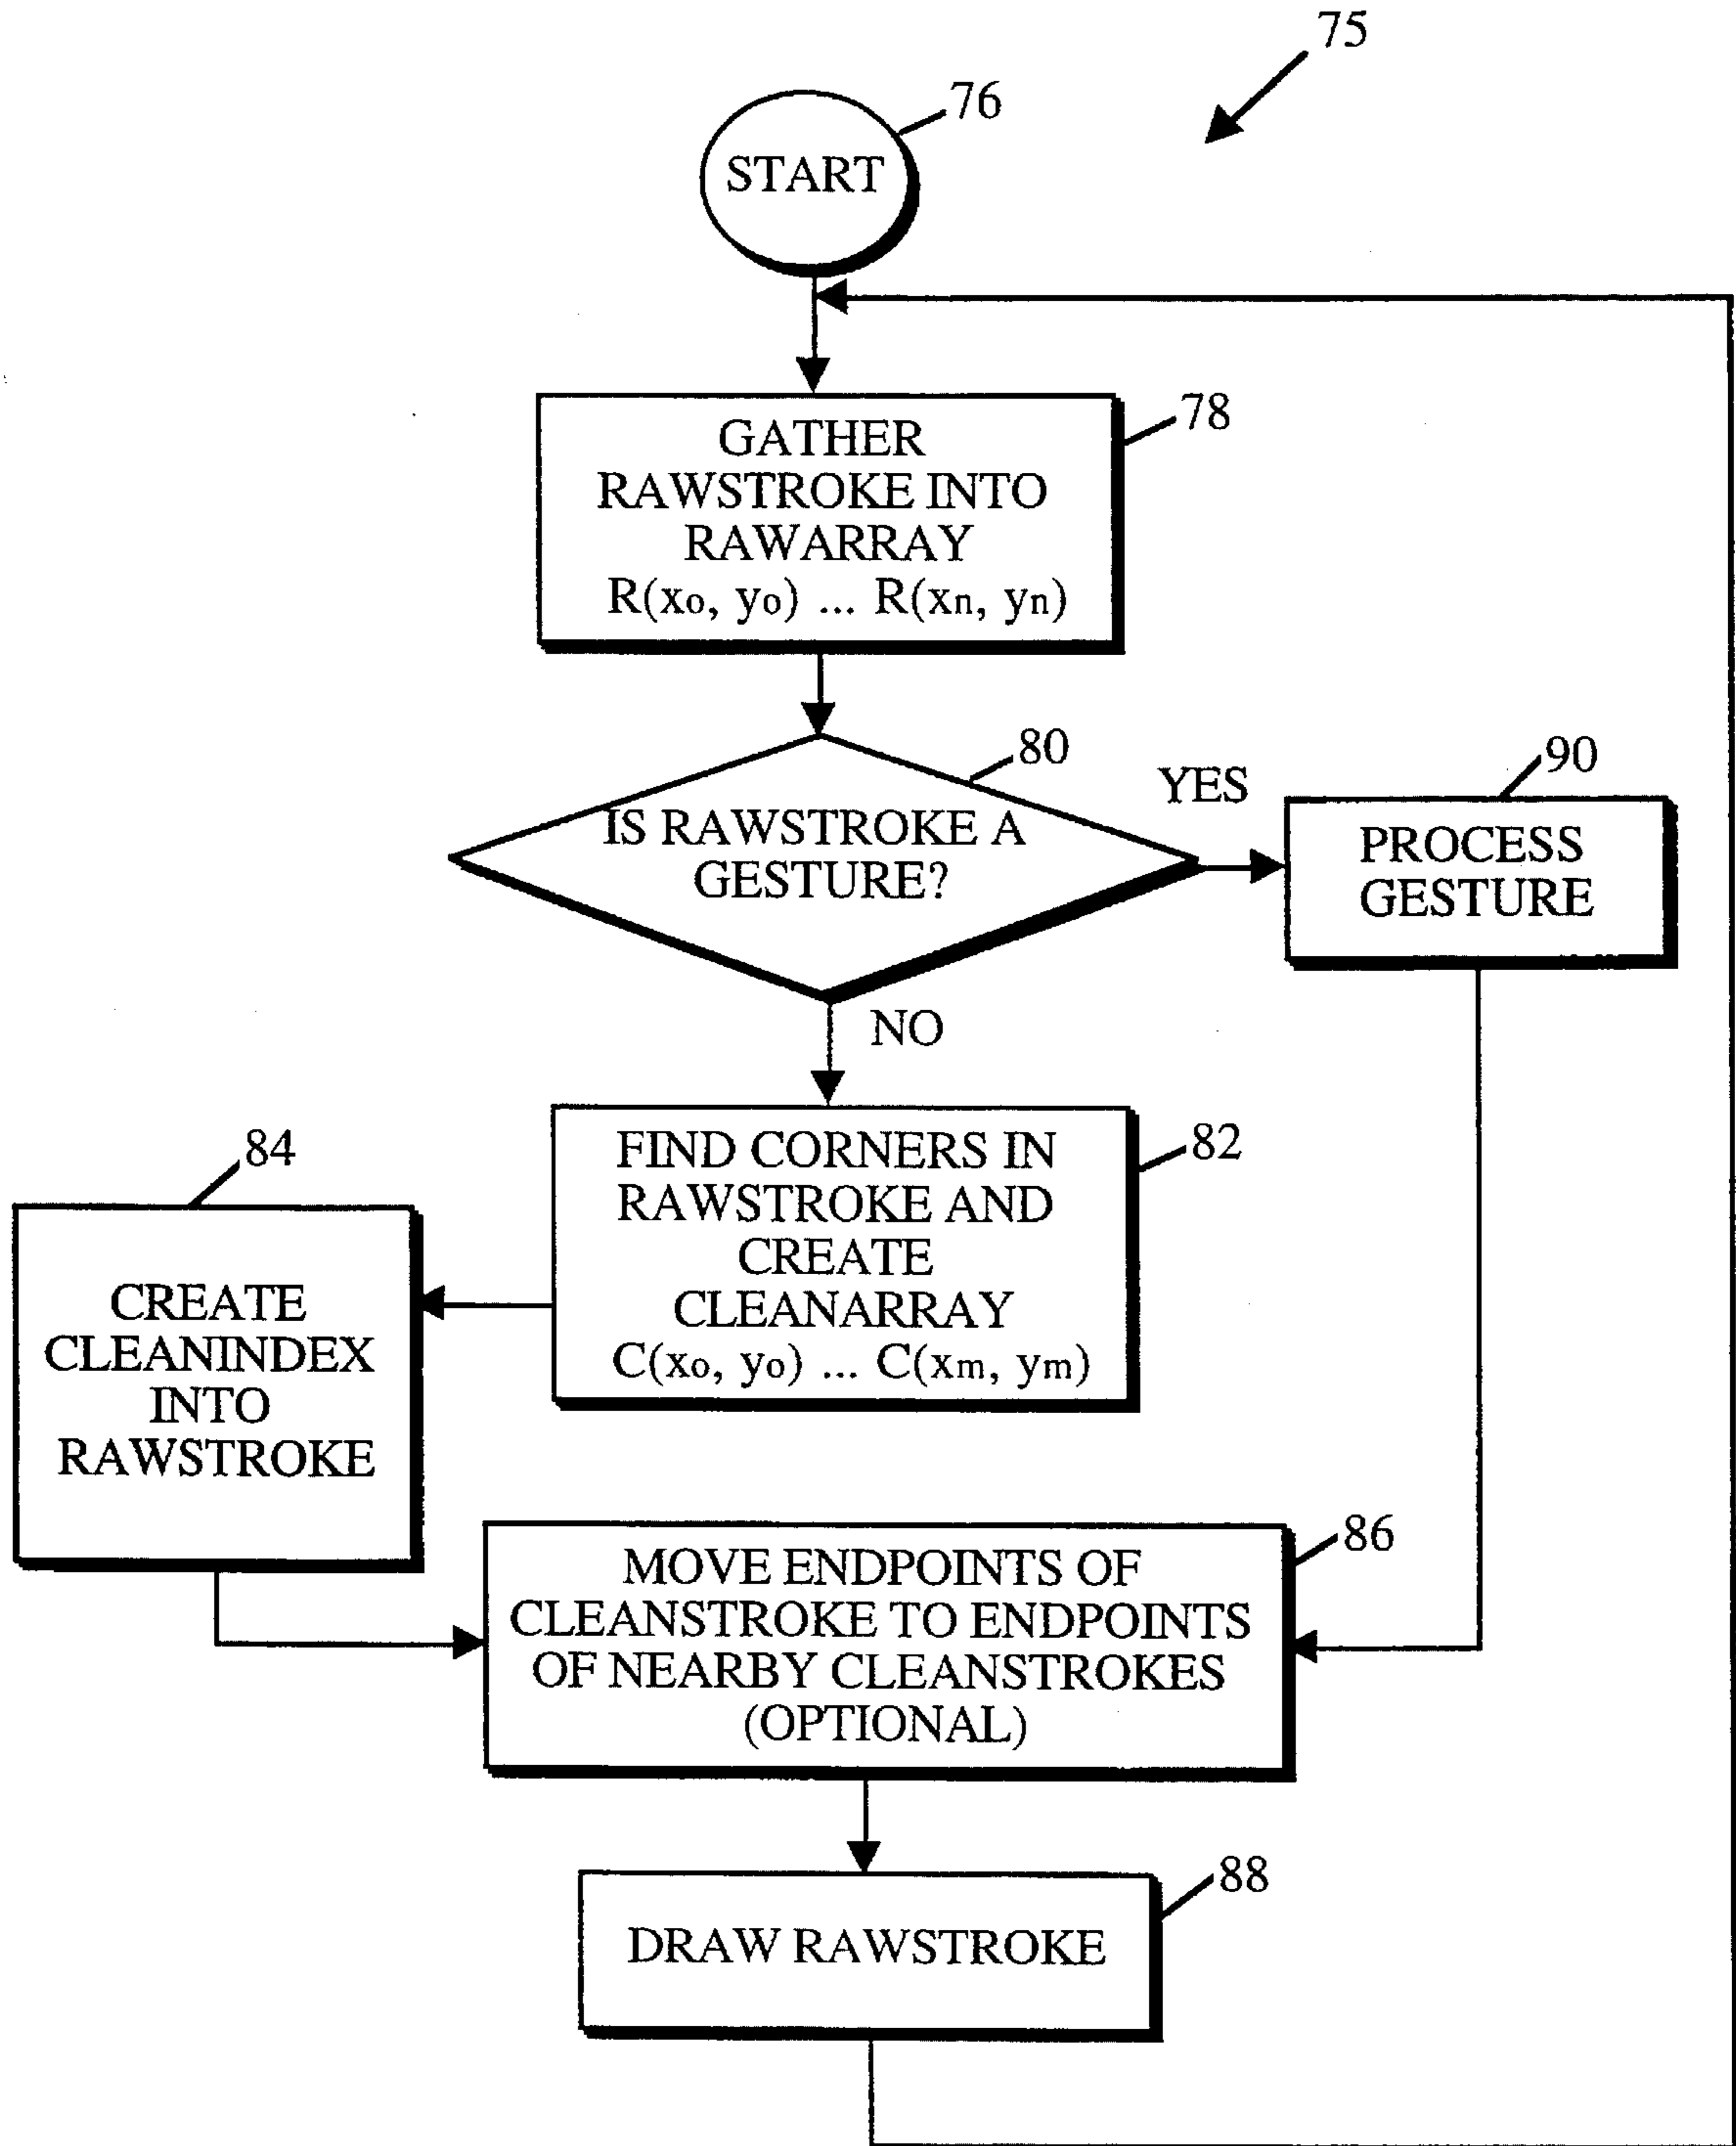 75
76
START
78
GATHER
RAWSTROKE INTO
RAWARRAY
R(xo, yo) ... R(xn, yn)
80
IS RAWSTROKE A
GESTURE?
YES
90
PROCESS
GESTURE
NO
82
FIND CORNERS IN
RAWSTROKE AND
CREATE
CLEANARRAY
C(xo, yo) ... C(xm, ym)
84
CREATE
CLEANINDEX
INTO
RAWSTROKE
86
MOVE ENDPOINTS OF
CLEANSTROKE TO ENDPOINTS
OF NEARBY CLEANSTROKES
(OPTIONAL)
88
DRAW RAWSTROKE